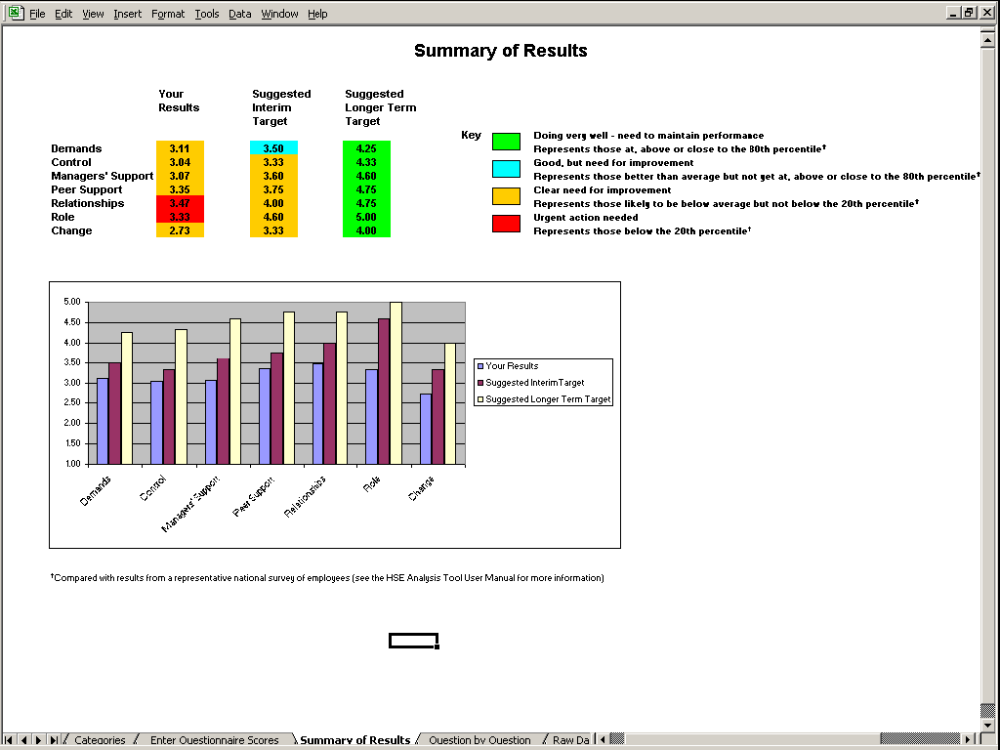 File Edit View Insert Format Tools Data Window Help
Summary of Results
Your Results
Suggested Interim Target
Suggested Longer Term Target
Demands 3.11 3.50 4.25
Control 3.04 3.33 4.33
Managers' Support 3.07 3.60 4.60
Peer Support 3.35 3.75 4.75
Relationships 3.47 4.00 4.75
Role 3.33 4.60 5.00
Change 2.73 3.33 4.00
Key
Doing very well - need to maintain performance
Represents those at, above or close to the 80th percentile†
Good, but need for improvement
Represents those better than average but not yet at, above or close to the 80th percentile†
Clear need for improvement
Represents those likely to be below average but not below the 20th percentile†
Urgent action needed
Represents those below the 20th percentile†
5.00
4.50
4.00
3.50
3.00
2.50
2.00
1.50
1.00
Demands
Control
Managers' Support
Peer Support
Relationships
Role
Change
Your Results
Suggested Interim Target
Suggested Longer Term Target
†Compared with results from a representative national survey of employees (see the HSE Analysis Tool User Manual for more information)
Categories Enter Questionnaire Scores Summary of Results Question by Question Raw Da